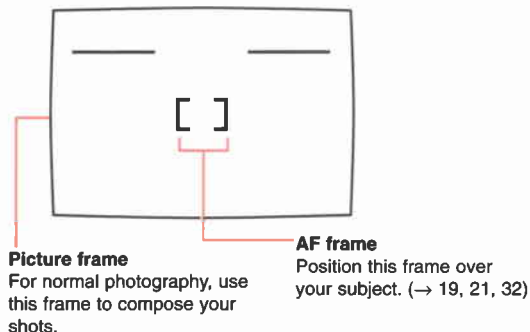 Picture frame
For normal photography, use
this frame to compose your
shots.
AF frame
Position this frame over
your subject. (→ 19, 21, 32)